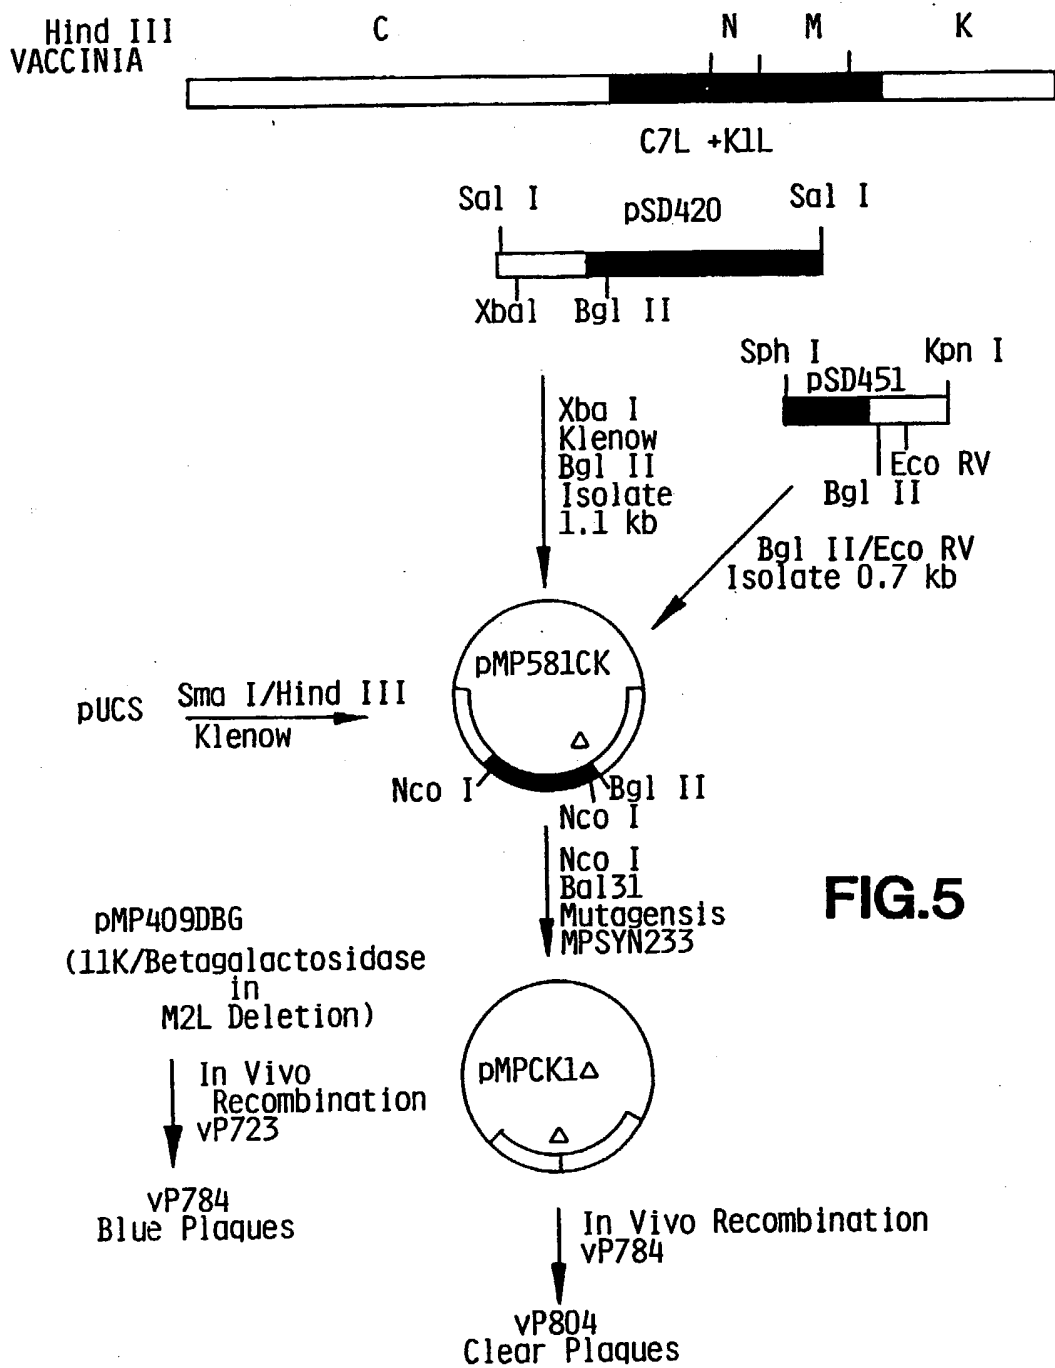 Hind III
VACCINIA
C
N
M
K
C7L +K1L
Sal I
pSD420
Sal I
XbaI
Bgl II
Sph I
Kpn I
pSD451
Eco RV
Bgl II
Xba I
Klenow
Bgl II
Isolate
1.1 kb
Bgl II/Eco RV
Isolate 0.7 kb
pMP581CK
pUCS
Sma I/Hind III
Klenow
Δ
Nco I
Bgl II
Nco I
Nco I
Bal31
Mutagensis
MPSYN233
FIG.5
pMP409DBG
(11K/Betagalactosidase
in
M2L Deletion)
In Vivo
Recombination
vP723
vP784
Blue Plaques
pMPCK1Δ
Δ
In Vivo Recombination
vP784
vP804
Clear Plaques